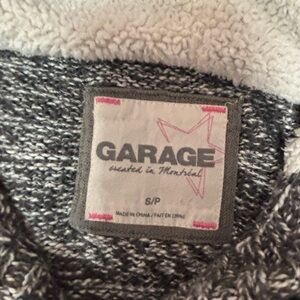 GARAGE
created in Montréal
S/P
MADE IN CHINA / FAIT EN CHINE